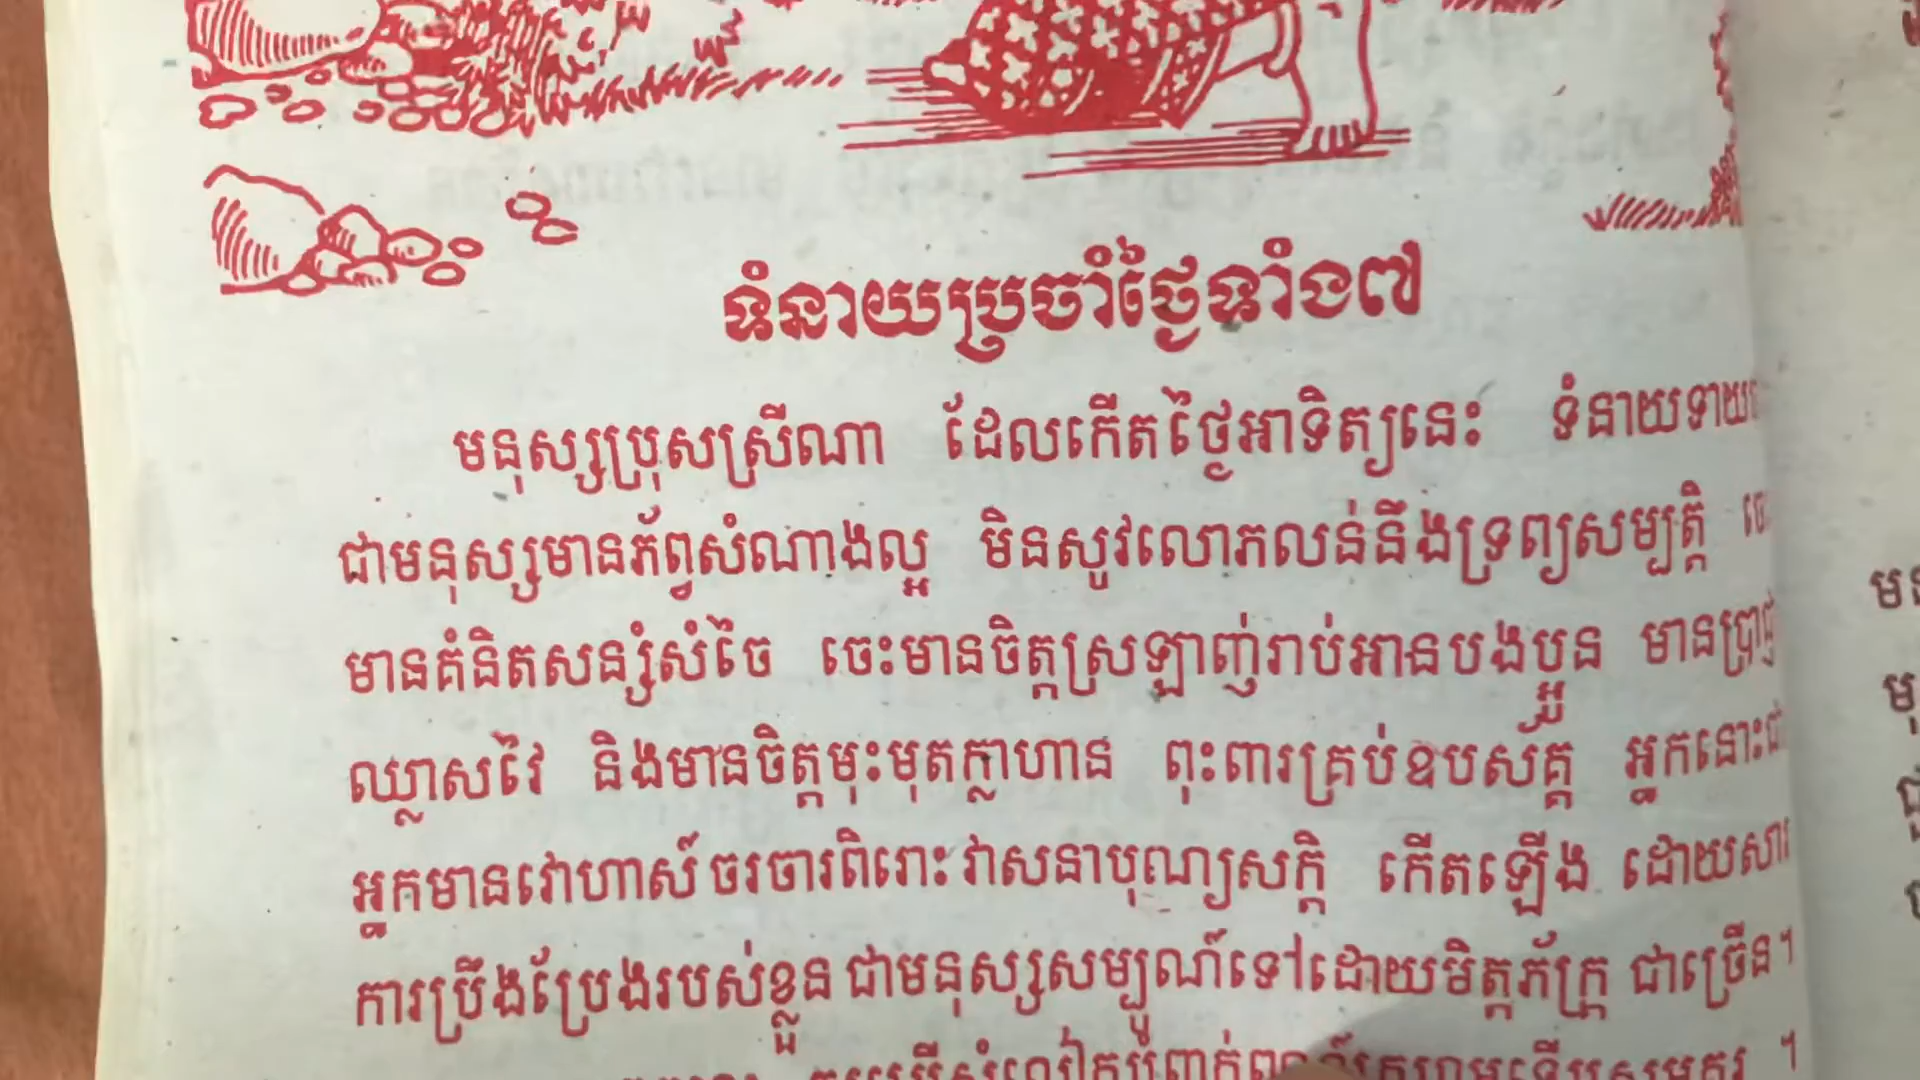 ទំនាយប្រចាំថ្ងៃទាំង៧
មនុស្សប្រុសស្រីណា ដែលកើតថ្ងៃអាទិត្យនេះ ទំនាយទាយ
ជាមនុស្សមានភ័ព្វសំណាងល្អ មិនសូវលោភលន់នឹងទ្រព្យសម្បត្តិ
មានគំនិតសន្សំសំចៃ ចេះមានចិត្តស្រឡាញ់រាប់អានបងប្អូន មានប្រាជ្ញា
ឈ្លាសវៃ និងមានចិត្តមុះមុតក្លាហាន ពុះពារគ្រប់ឧបស័គ្គ អ្នកនោះជា
អ្នកមានវោហាស័ចរចារពិរោះ វាសនាបុណ្យសក្តិ កើតឡើង ដោយសារ
ការប្រឹងប្រែងរបស់ខ្លួន ជាមនុស្សសម្បូណ៍ទៅដោយមិត្តភ័ក្រ្ត ជាច្រើន។